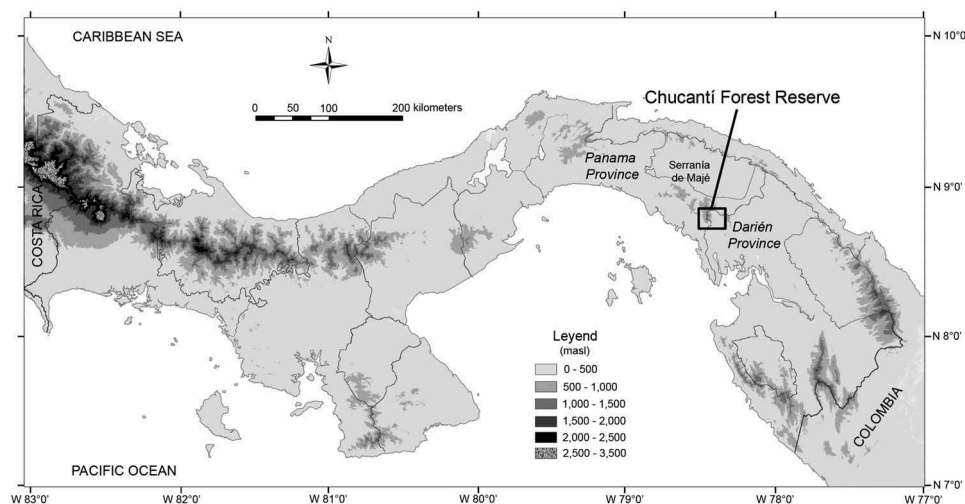 CARIBBEAN SEA
N 10°0'
N
0 50 100 200 kilometers
Chucantí Forest Reserve
Panama
Province
Serranía
de Majé
N 9°0'
COSTA RICA
Darién
Province
N 8°0'
Leyend
(masl)
0 - 500
500 - 1,000
1,000 - 1,500
1,500 - 2,000
2,000 - 2,500
2,500 - 3,500
COLOMBIA
PACIFIC OCEAN
N 7°0'
W 83°0' W 82°0' W 81°0' W 80°0' W 79°0' W 78°0' W 77°0'